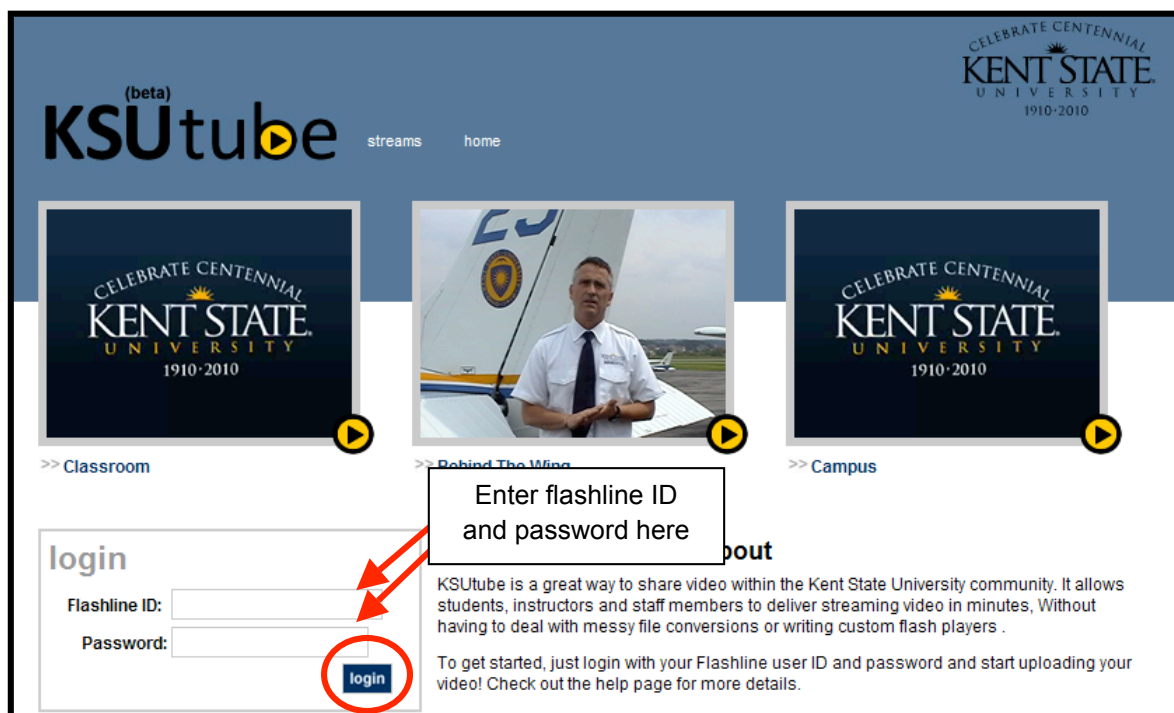 CELEBRATE CENTENNIAL
KENT STATE
UNIVERSITY
1910·2010
(beta)
KSUtube
streams home
CELEBRATE CENTENNIAL
KENT STATE.
UNIVERSITY
1910·2010
25
CELEBRATE CENTENNIAL
KENT STATE.
UNIVERSITY
1910·2010
>> Classroom
>> Behind The Wing
>> Campus
Enter flashline ID
and password here
login
Flashline ID:
Password:
login
bout
KSUtube is a great way to share video within the Kent State University community. It allows
students, instructors and staff members to deliver streaming video in minutes, Without
having to deal with messy file conversions or writing custom flash players .
To get started, just login with your Flashline user ID and password and start uploading your
video! Check out the help page for more details.